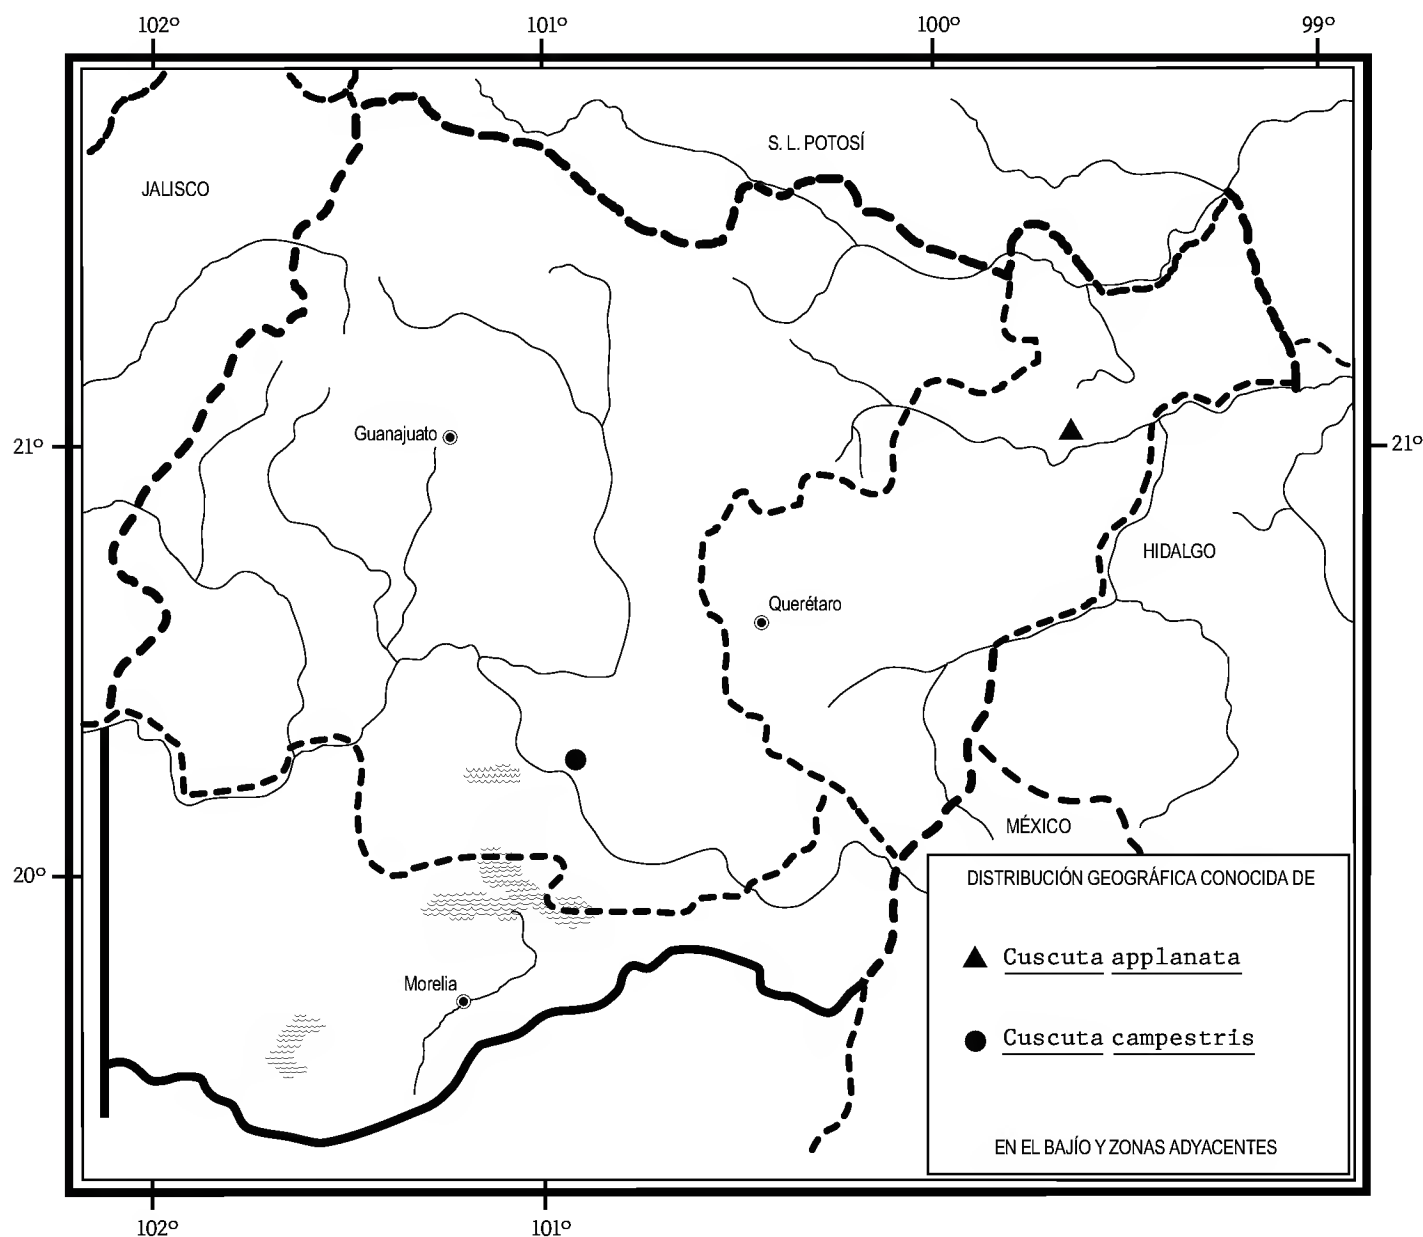 102º 101º 100º 99º
S. L. POTOSÍ
JALISCO
Guanajuato
21º 21º
HIDALGO
Querétaro
MÉXICO
20º
DISTRIBUCIÓN GEOGRÁFICA CONOCIDA DE
Cuscuta applanata
Morelia
Cuscuta campestris
EN EL BAJÍO Y ZONAS ADYACENTES
102º 101º